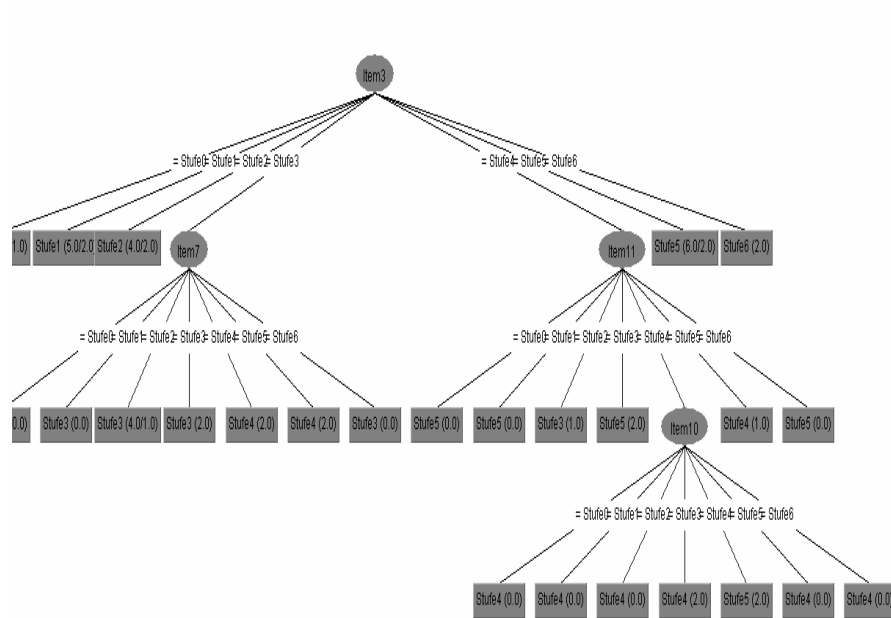 Item3
= Stufe0= Stufe1= Stufe2= Stufe3 = Stufe4= Stufe5= Stufe6
1.0) Stufe1 (5.0/2.0) Stufe2 (4.0/2.0) Item7 Item11 Stufe5 (6.0/2.0) Stufe6 (2.0)
= Stufe0= Stufe1= Stufe2= Stufe3= Stufe4= Stufe5= Stufe6 = Stufe0= Stufe1= Stufe2= Stufe3= Stufe4= Stufe5= Stufe6
0.0) Stufe3 (0.0) Stufe3 (4.0/1.0) Stufe3 (2.0) Stufe4 (2.0) Stufe4 (2.0) Stufe3 (0.0) Stufe5 (0.0) Stufe5 (0.0) Stufe3 (1.0) Stufe5 (2.0) Item10 Stufe4 (1.0) Stufe5 (0.0)
= Stufe0= Stufe1= Stufe2= Stufe3= Stufe4= Stufe5= Stufe6
Stufe4 (0.0) Stufe4 (0.0) Stufe4 (0.0) Stufe4 (2.0) Stufe5 (2.0) Stufe4 (0.0) Stufe4 (0.0)